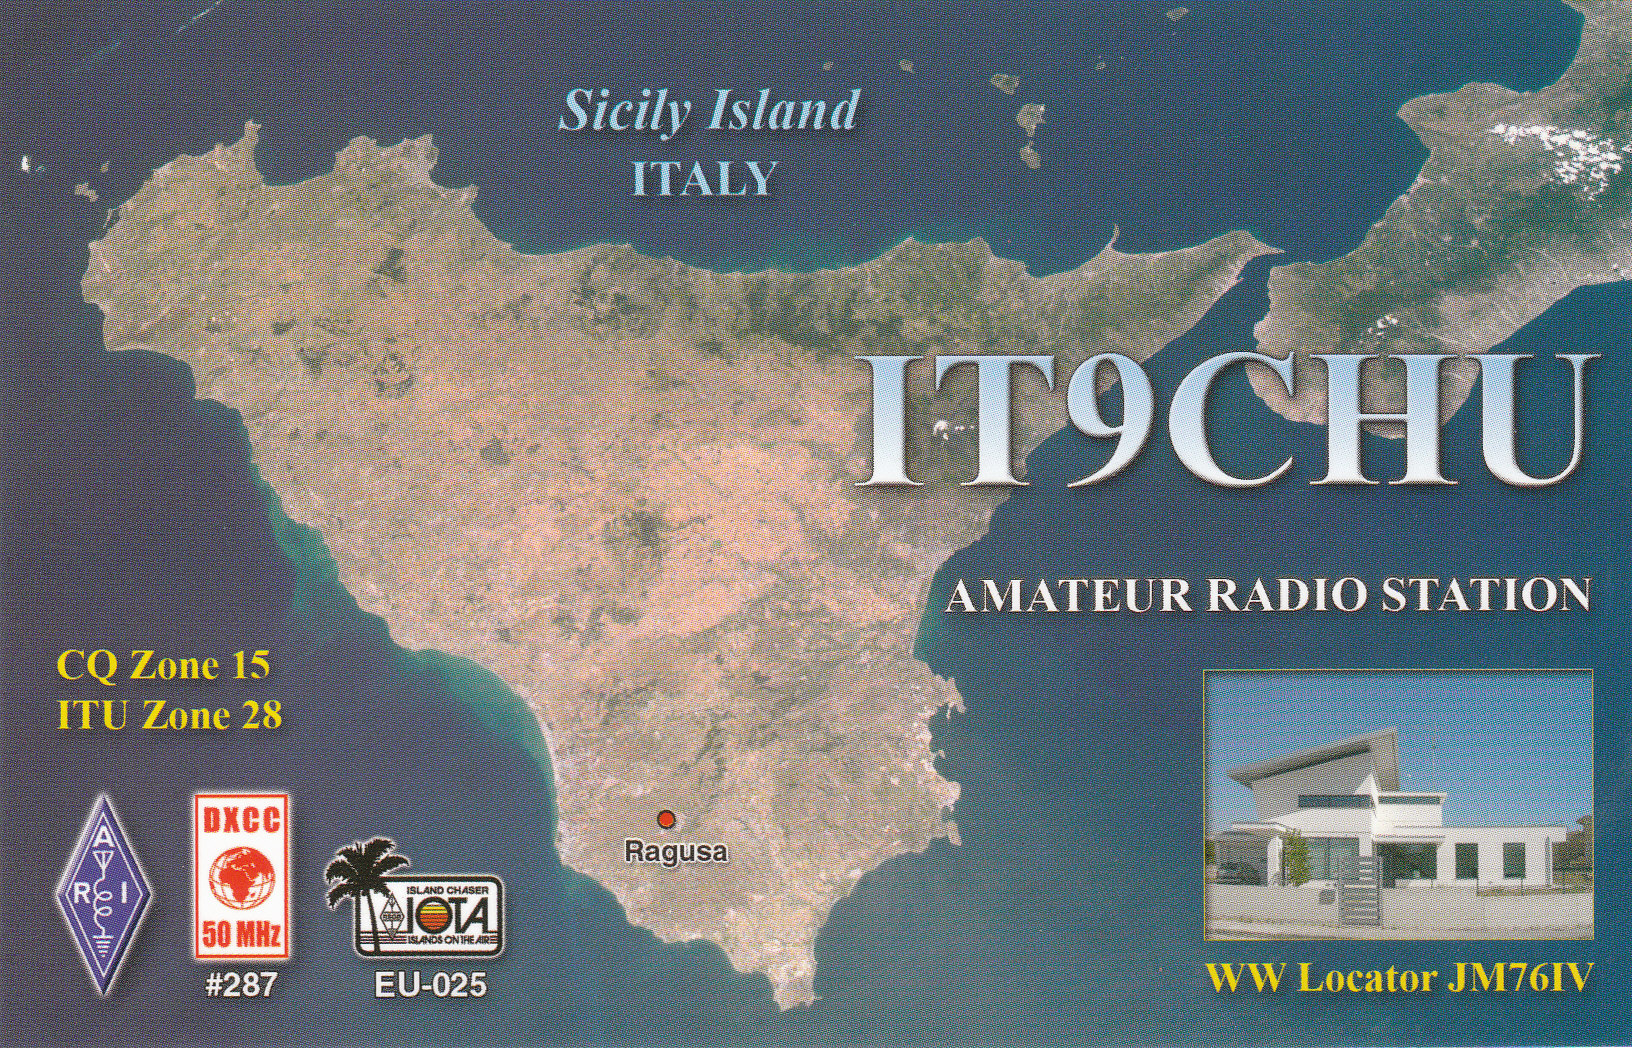 Sicily Island
ITALY
IT9CHU
AMATEUR RADIO STATION
CQ Zone 15
ITU Zone 28
Ragusa
A
R I
DXCC
50 MHz
#287
ISLAND CHASER
RSGB
IOTA
ISLANDS ON THE AIR
EU-025
WW Locator JM76IV